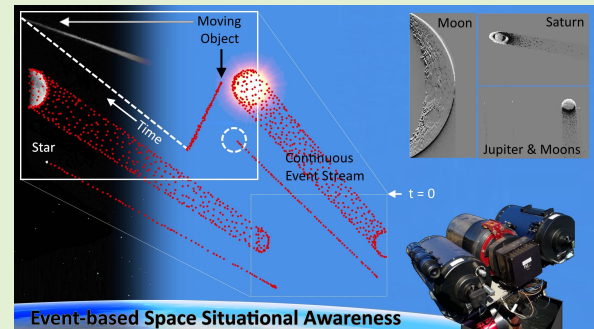 Moving
Object
Moon
Saturn
Time
Star
Continuous
Event Stream
Jupiter & Moons
t = 0
Event-based Space Situational Awareness